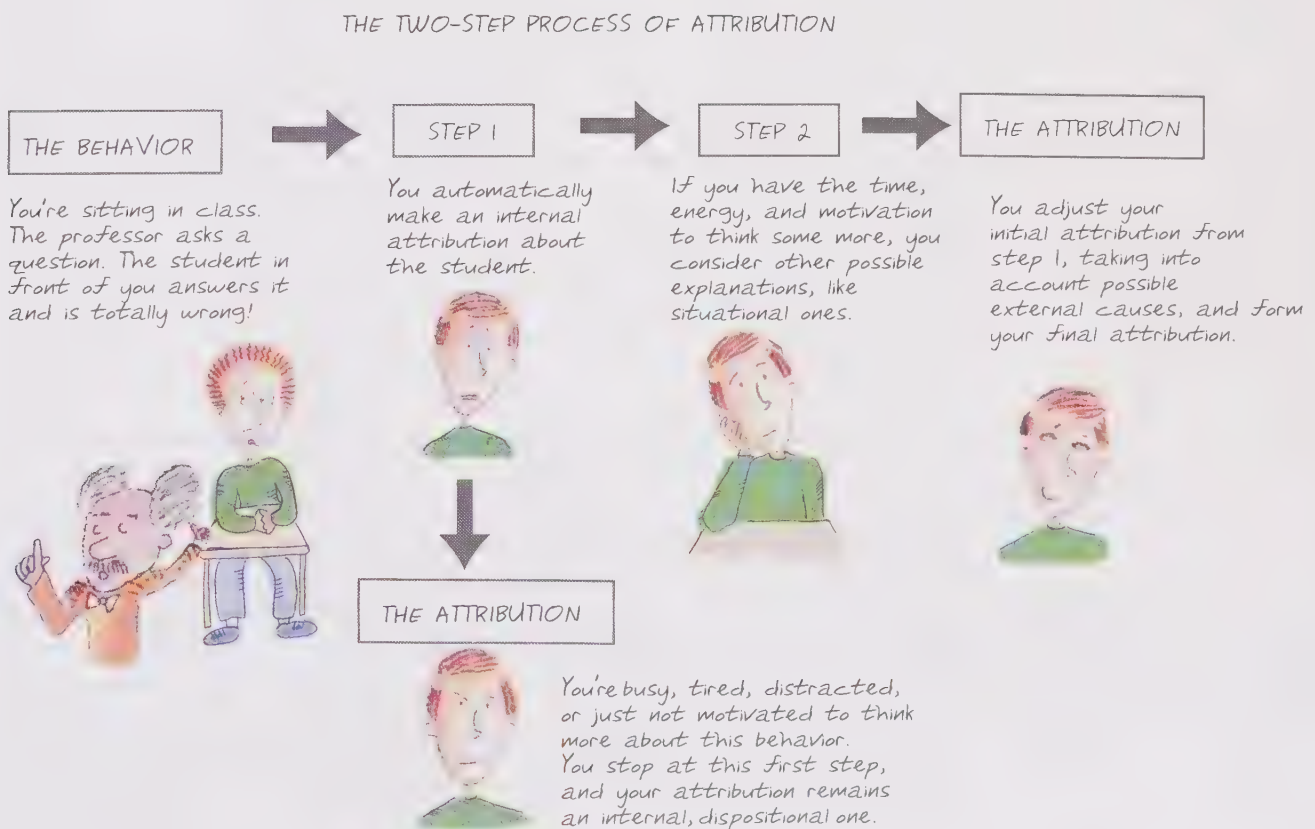 THE TWO-STEP PROCESS OF ATTRIBUTION
THE BEHAVIOR
You're sitting in class.
The professor asks a
question. The student in
front of you answers it
and is totally wrong!
STEP 1
You automatically
make an internal
attribution about
the student.
STEP 2
If you have the time,
energy, and motivation
to think some more, you
consider other possible
explanations, like
situational ones.
THE ATTRIBUTION
You adjust your
initial attribution from
step 1, taking into
account possible
external causes, and form
your final attribution.
THE ATTRIBUTION
You're busy, tired, distracted,
or just not motivated to think
more about this behavior.
You stop at this first step,
and your attribution remains
an internal, dispositional one.